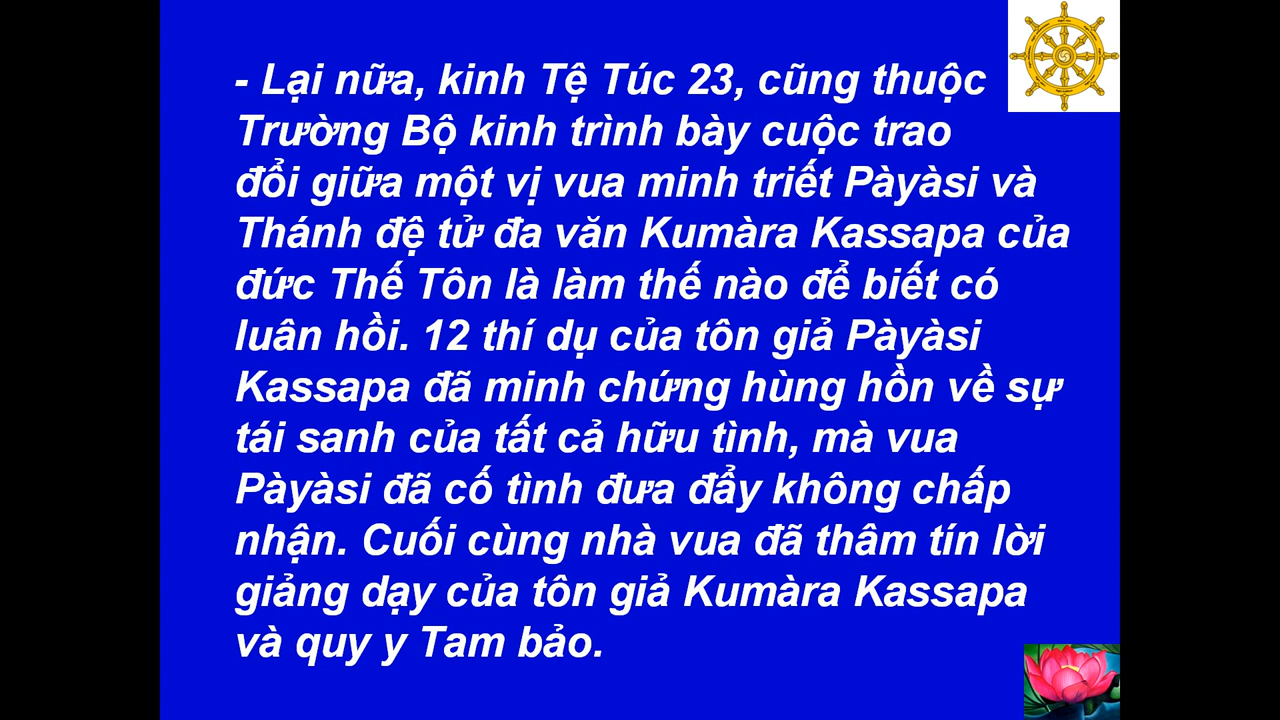 - Lại nữa, kinh Tệ Túc 23, cũng thuộc
Trường Bộ kinh trình bày cuộc trao
đổi giữa một vị vua minh triết Pàyàsi và
Thánh đệ tử đa văn Kumàra Kassapa của
đức Thế Tôn là làm thế nào để biết có
luân hồi. 12 thí dụ của tôn giả Pàyàsi
Kassapa đã minh chứng hùng hồn về sự
tái sanh của tất cả hữu tình, mà vua
Pàyàsi đã cố tình đưa đẩy không chấp
nhận. Cuối cùng nhà vua đã thâm tín lời
giảng dạy của tôn giả Kumàra Kassapa
và quy y Tam bảo.